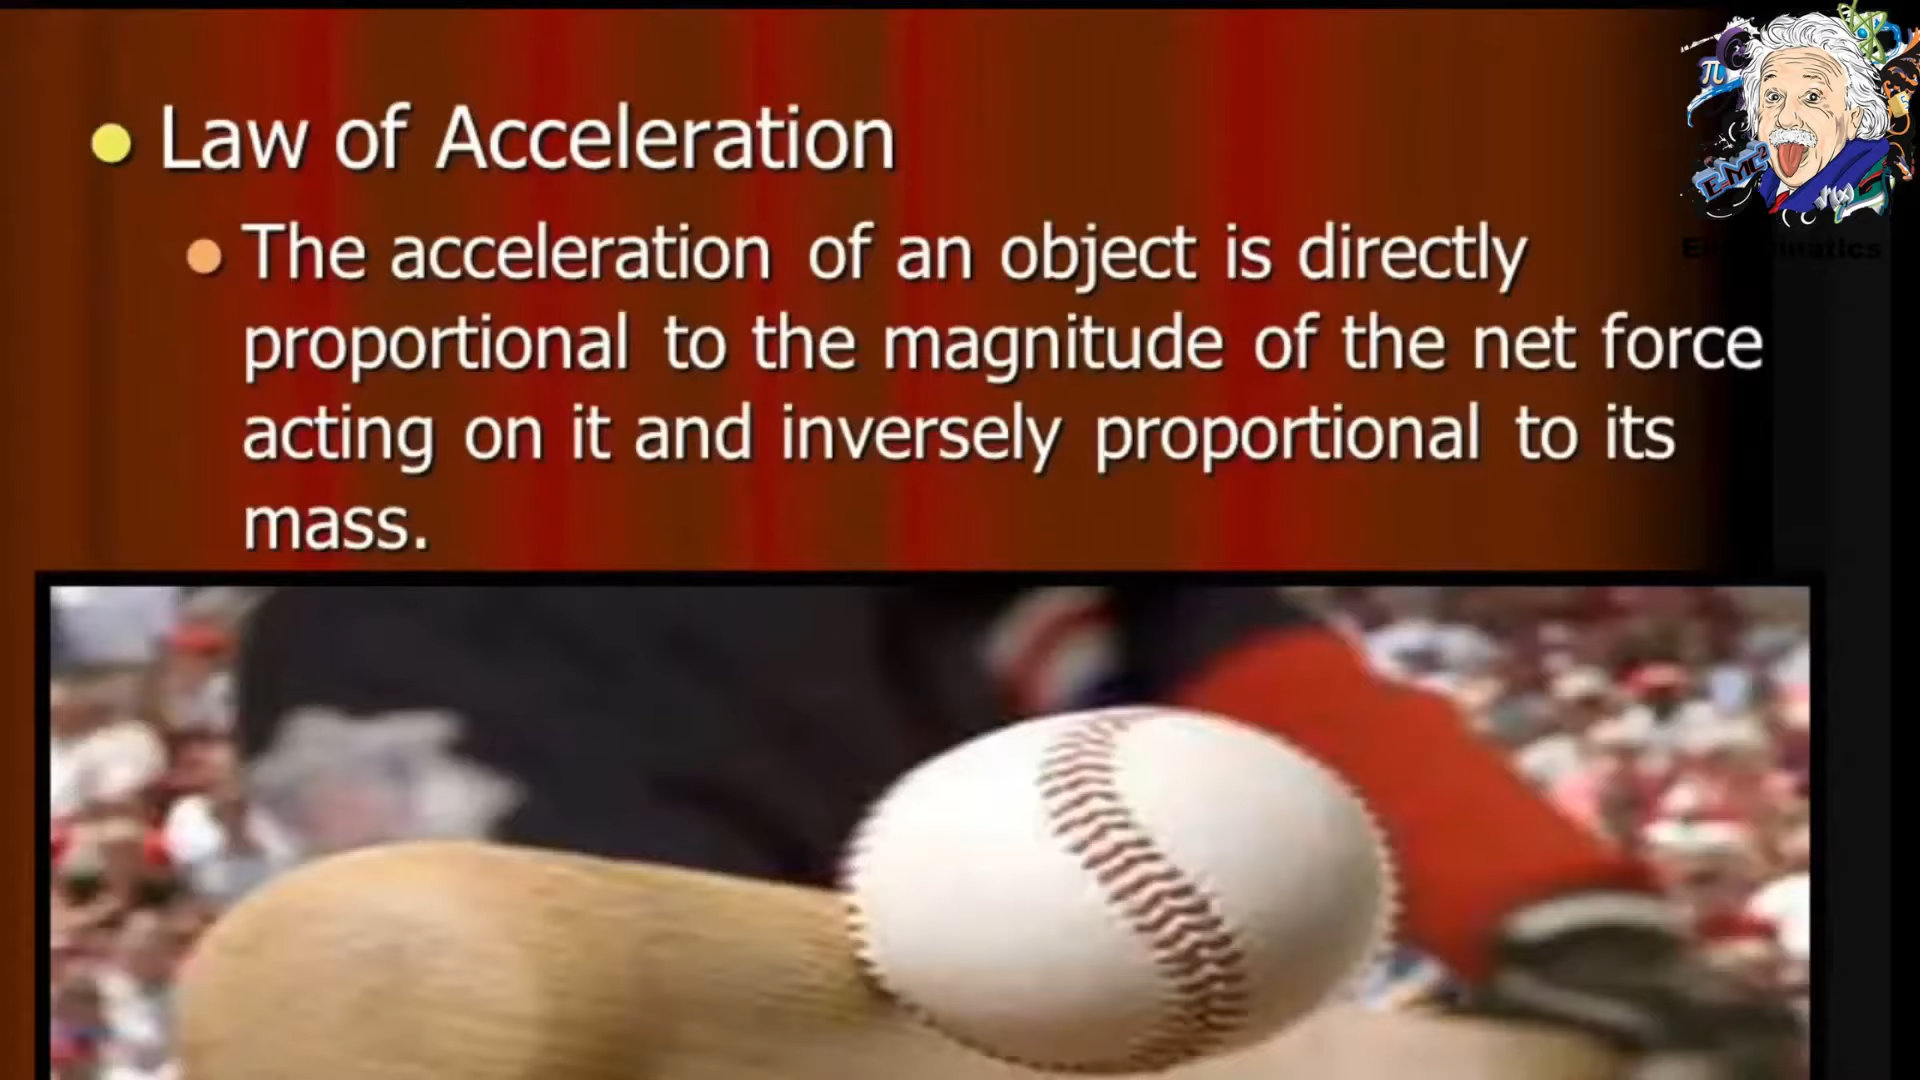 Law of Acceleration
The acceleration of an object is directly
proportional to the magnitude of the net force
acting on it and inversely proportional to its
mass.
π
E=MC²